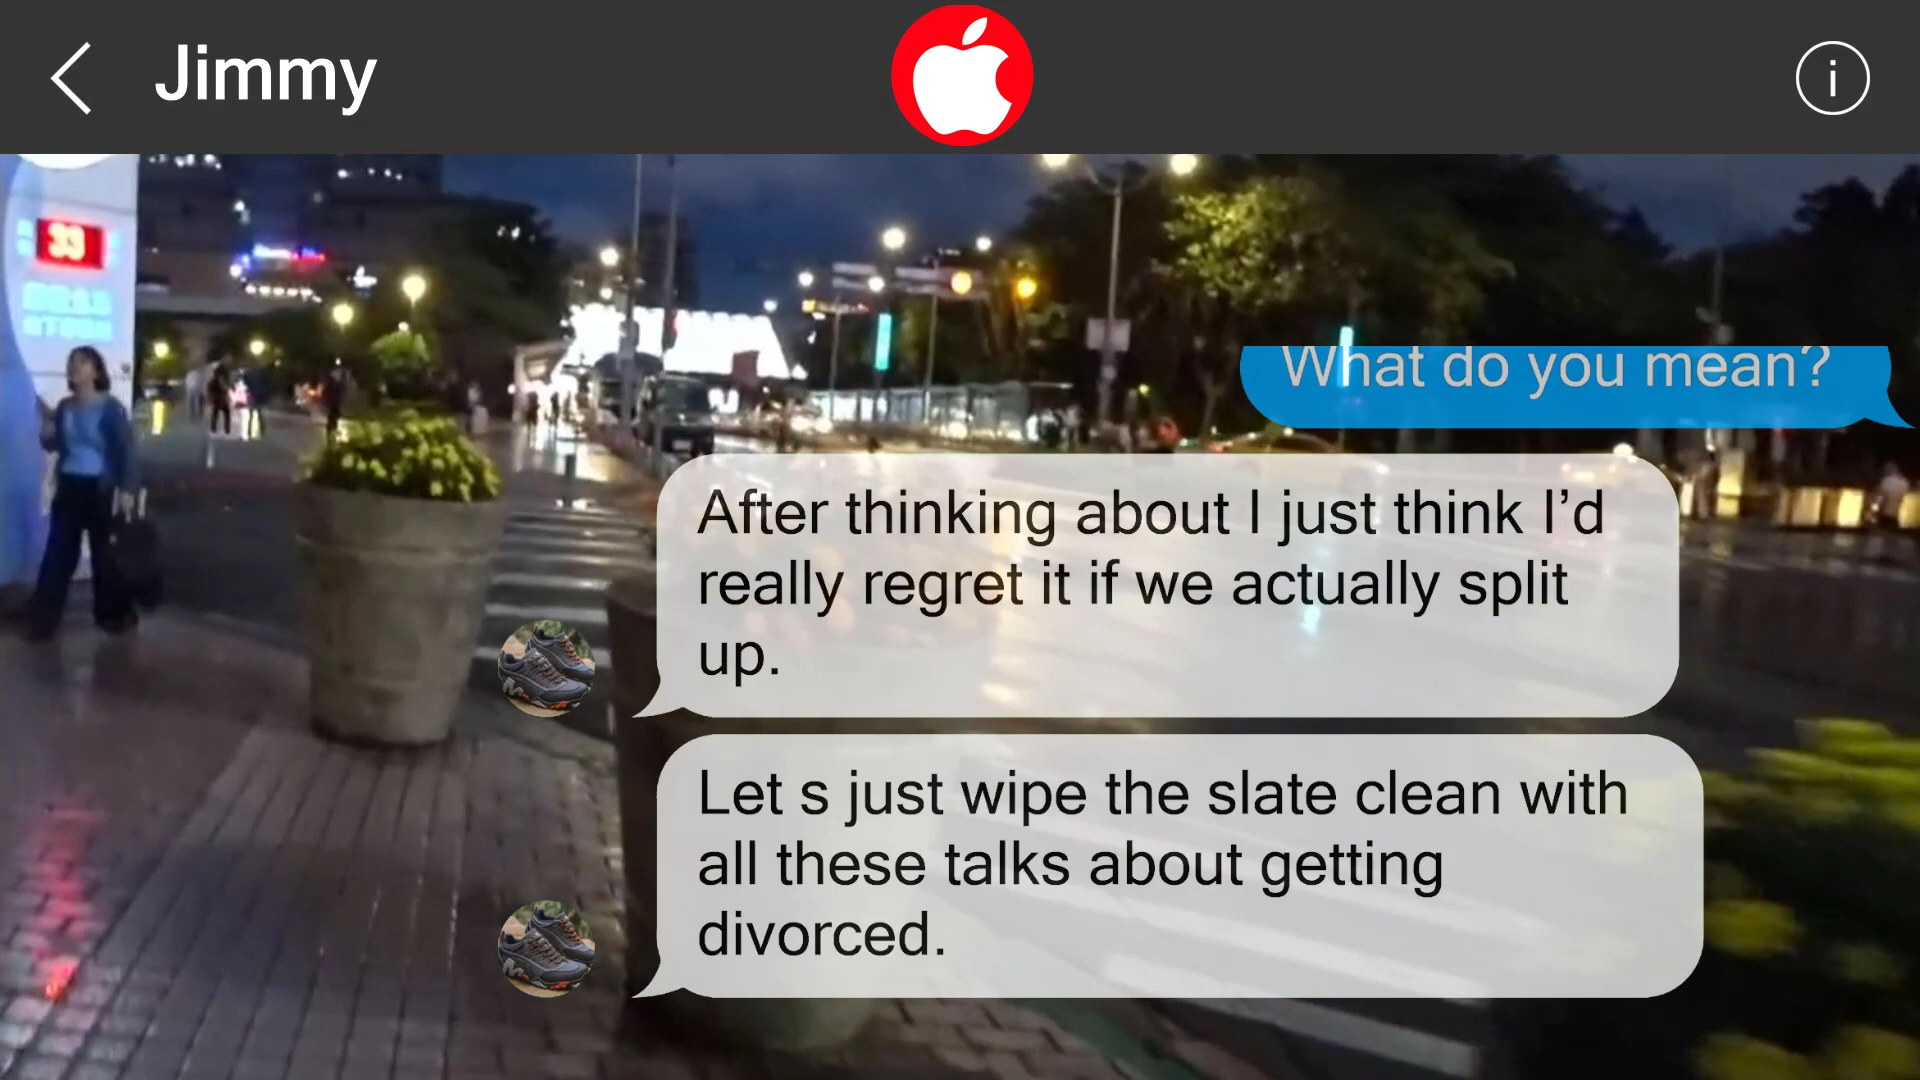 Jimmy
i
33
What do you mean?
After thinking about I just think I’d
really regret it if we actually split
up.
Let s just wipe the slate clean with
all these talks about getting
divorced.